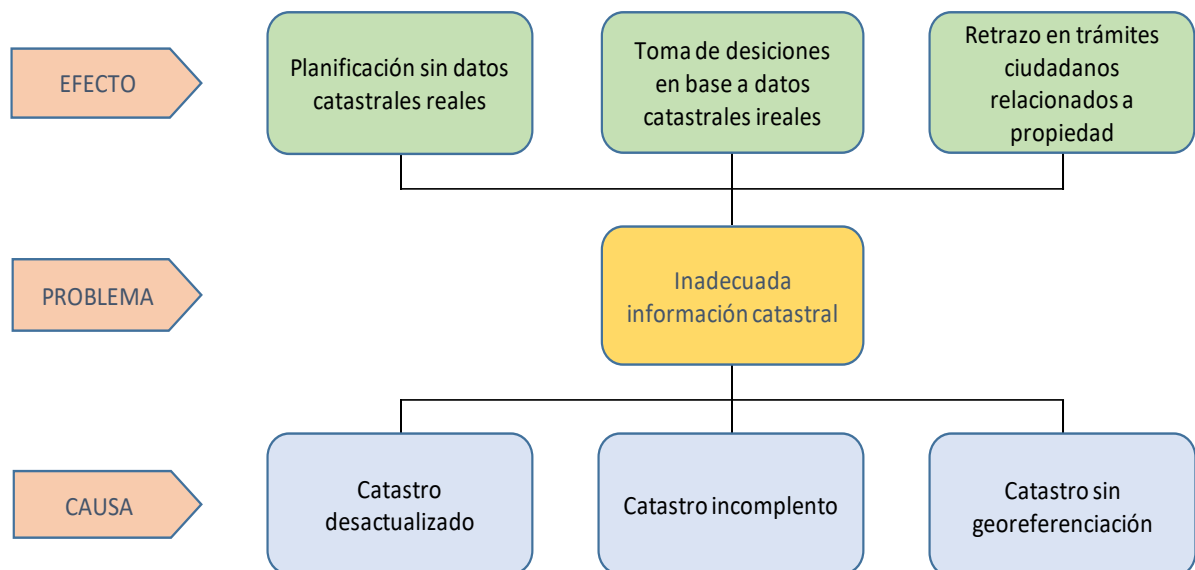 EFECTO
Planificación sin datos
catastrales reales
Toma de desiciones
en base a datos
catastrales ireales
Retrazo en trámites
ciudadanos
relacionados a
propiedad
PROBLEMA
Inadecuada
información catastral
CAUSA
Catastro
desactualizado
Catastro incomplento
Catastro sin
georeferenciación